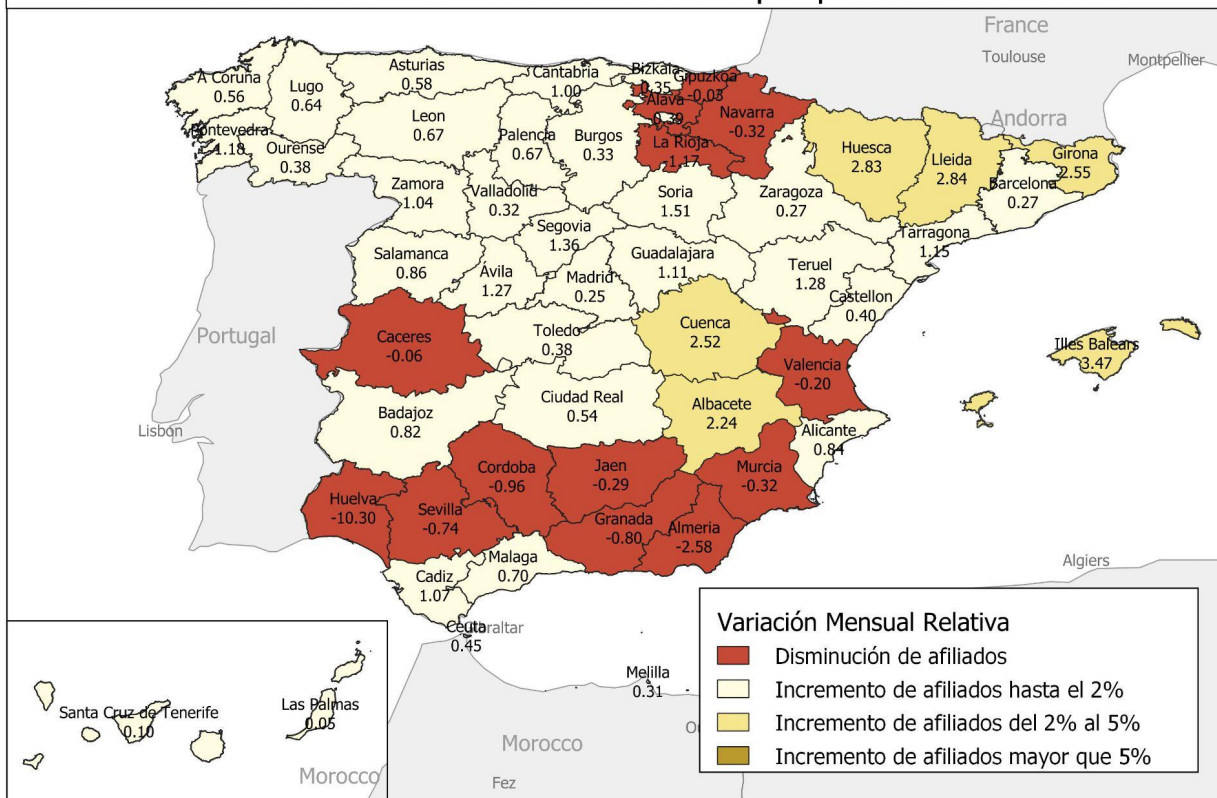 France
Toulouse
Montpellier
Andorra
Asturias
0.58
Cantabria
1.00
Bizkaia
0.35
Gipuzkoa
-0.03
A Coruña
0.56
Lugo
0.64
Alava
Navarra
-0.32
Leon
0.67
Palencia
0.67
Burgos
0.33
La Rioja
-1.17
Huesca
2.83
Lleida
2.84
Girona
2.55
Pontevedra
1.18
Ourense
0.38
Barcelona
0.27
Zamora
1.04
Valladolid
0.32
Soria
1.51
Zaragoza
0.27
Segovia
1.36
Tarragona
1.15
Salamanca
0.86
Ávila
1.27
Madrid
0.25
Guadalajara
1.11
Teruel
1.28
Castellon
0.40
Portugal
Caceres
-0.06
Toledo
0.38
Cuenca
2.52
Valencia
-0.20
Illes Balears
3.47
Lisbon
Badajoz
0.82
Ciudad Real
0.54
Albacete
2.24
Alicante
0.84
Huelva
-10.30
Sevilla
-0.74
Cordoba
-0.96
Jaen
-0.29
Murcia
-0.32
Granada
-0.80
Almeria
-2.58
Cadiz
1.07
Malaga
0.70
Algiers
Ceuta
0.45
Gibraltar
Melilla
0.31
Santa Cruz de Tenerife
0.10
Las Palmas
0.05
Morocco
Morocco
Fez
Variación Mensual Relativa
Disminución de afiliados
Incremento de afiliados hasta el 2%
Incremento de afiliados del 2% al 5%
Incremento de afiliados mayor que 5%